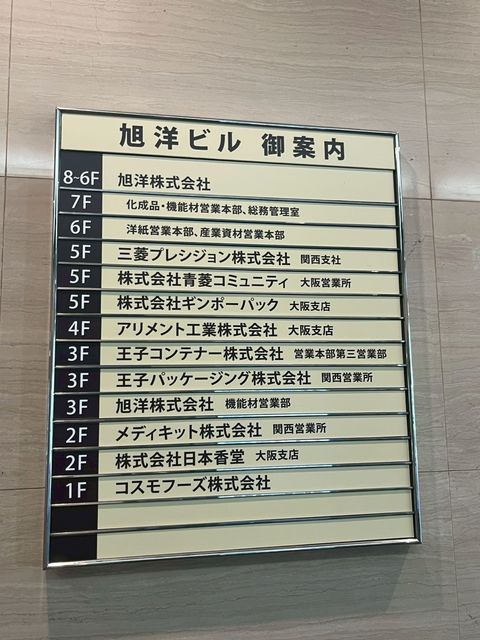 旭洋ビル 御案内
8~6F 旭洋株式会社
7F 化成品・機能材営業本部、総務管理室
6F 洋紙営業本部、産業資材営業本部
5F 三菱プレシジョン株式会社 関西支社
5F 株式会社青菱コミュニティ 大阪営業所
5F 株式会社ギンポーパック 大阪支店
4F アリメント工業株式会社 大阪支店
3F 王子コンテナー株式会社 営業本部第三営業部
3F 王子パッケージング株式会社 関西営業所
3F 旭洋株式会社 機能材営業部
2F メディキット株式会社 関西営業所
2F 株式会社日本香堂 大阪支店
1F コスモフーズ株式会社